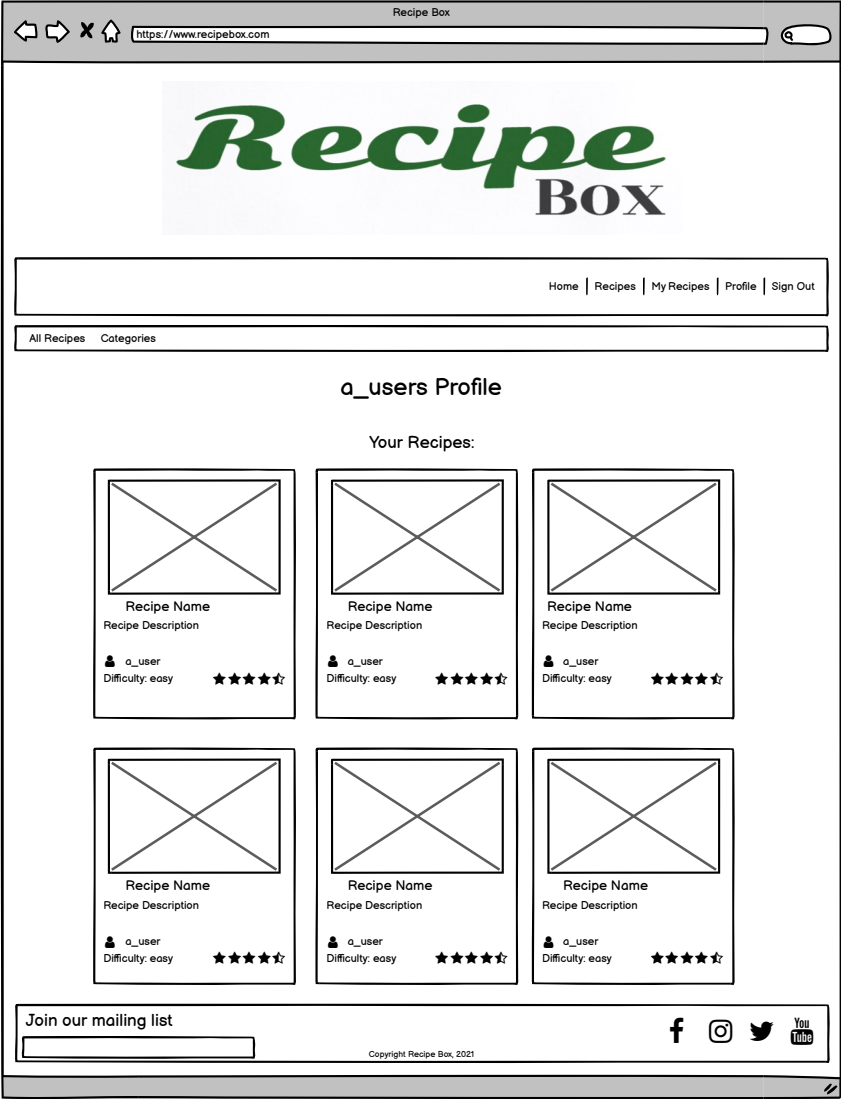 Recipe Box
https://www.recipebox.com
Recipe
Box
Home Recipes My Recipes Profile Sign Out
All Recipes Categories
a_users Profile
Your Recipes:
Recipe Name Recipe Name Recipe Name
Recipe Description Recipe Description Recipe Description
a_user a_user a_user
Difficulty: easy Difficulty: easy Difficulty: easy
Recipe Name Recipe Name Recipe Name
Recipe Description Recipe Description Recipe Description
a_user a_user a_user
Difficulty: easy Difficulty: easy Difficulty: easy
Join our mailing list
You
Tube
Copyright Recipe Box, 2021